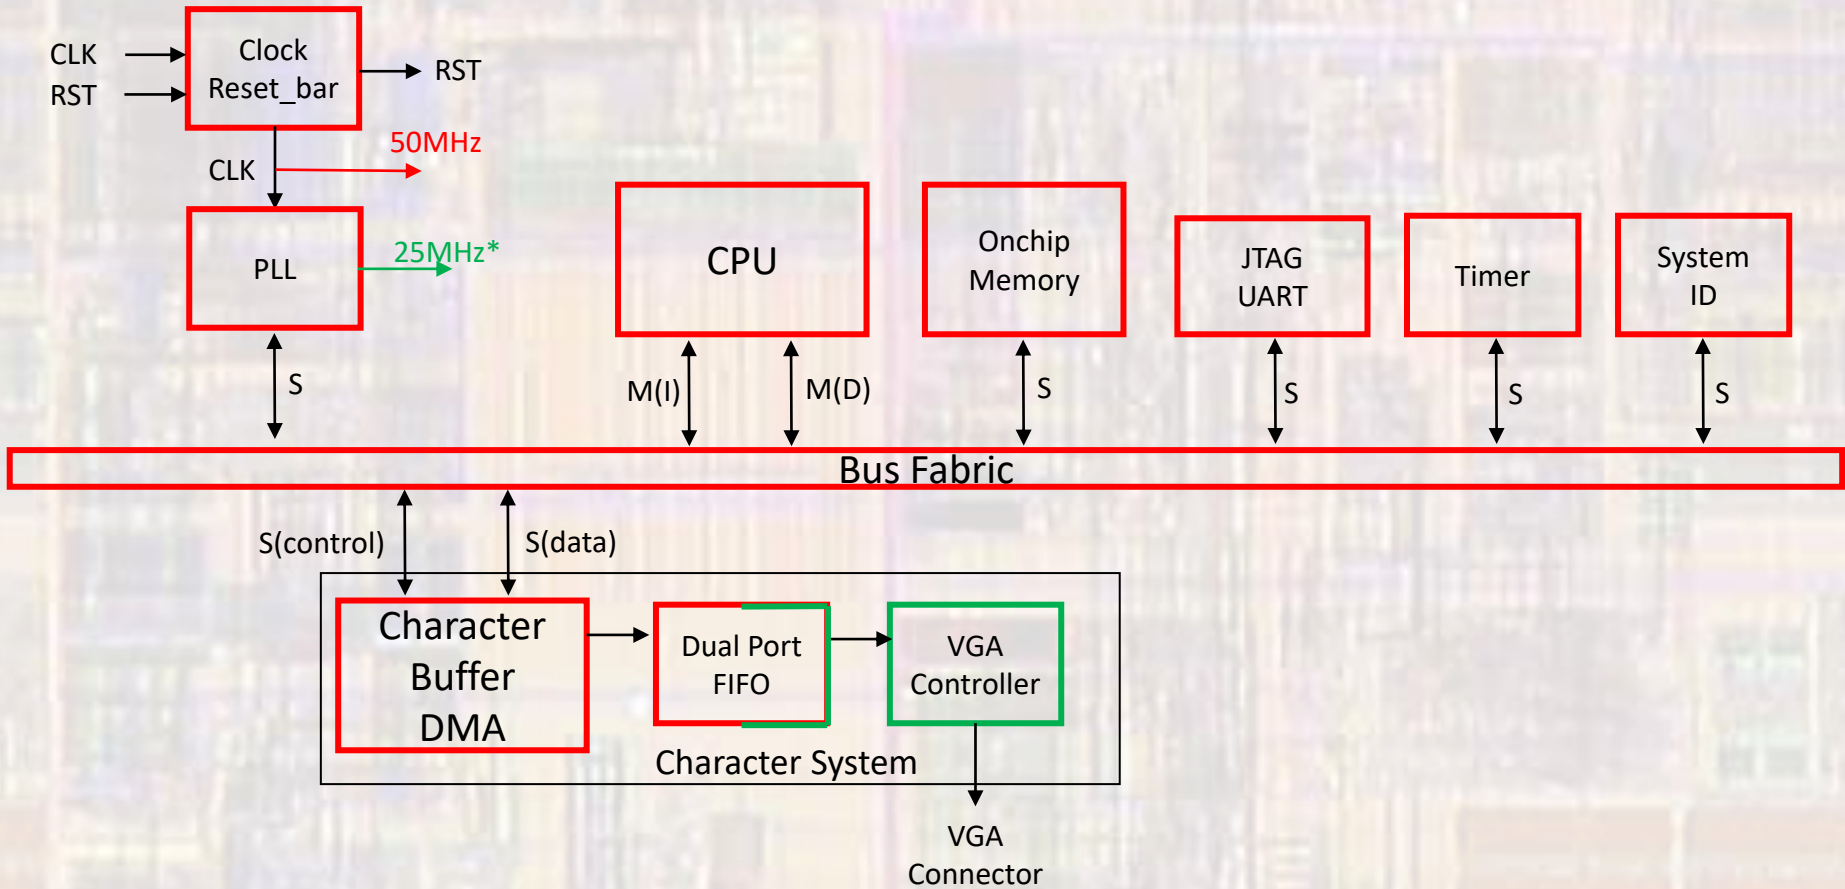 CLK
RST
Clock
Reset_bar
RST
50MHz
CLK
PLL
25MHz*
CPU
Onchip
Memory
JTAG
UART
Timer
System
ID
S
M(I)
M(D)
S
S
S
S
Bus Fabric
S(control)
S(data)
Character
Buffer
DMA
Dual Port
FIFO
VGA
Controller
Character System
VGA
Connector